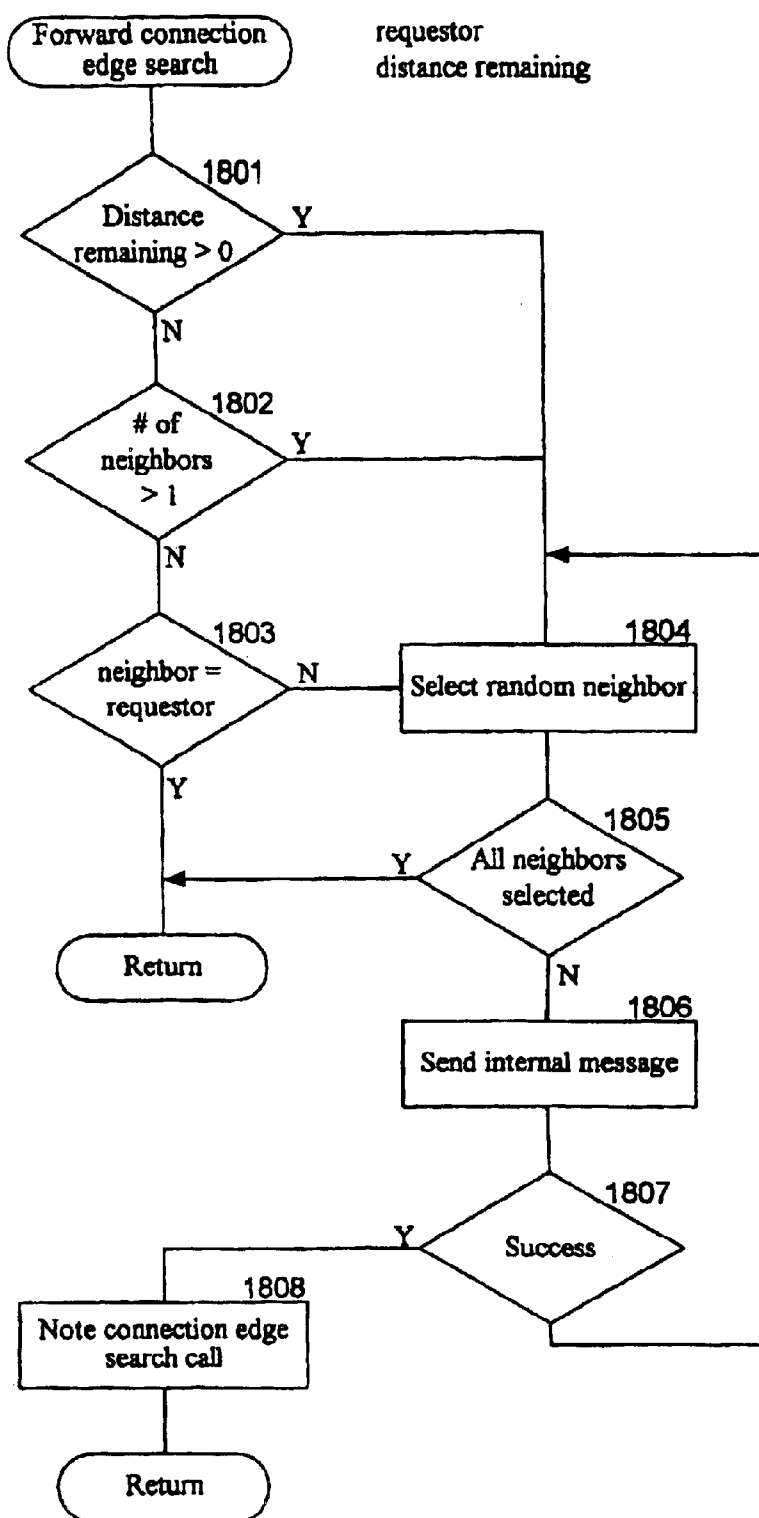 Forward connection
edge search
requestor
distance remaining
1801
Distance
remaining > 0
Y
N
1802
# of
neighbors
> 1
Y
N
1803
neighbor =
requestor
N
Y
1804
Select random neighbor
1805
All neighbors
selected
Y
N
Return
1806
Send internal message
1807
Success
Y
1808
Note connection edge
search call
Return